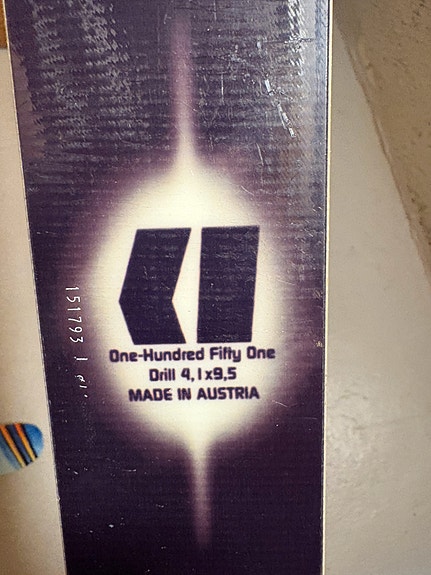 One-Hundred Fifty One
Drill 4,1x9,5
MADE IN AUSTRIA
151793